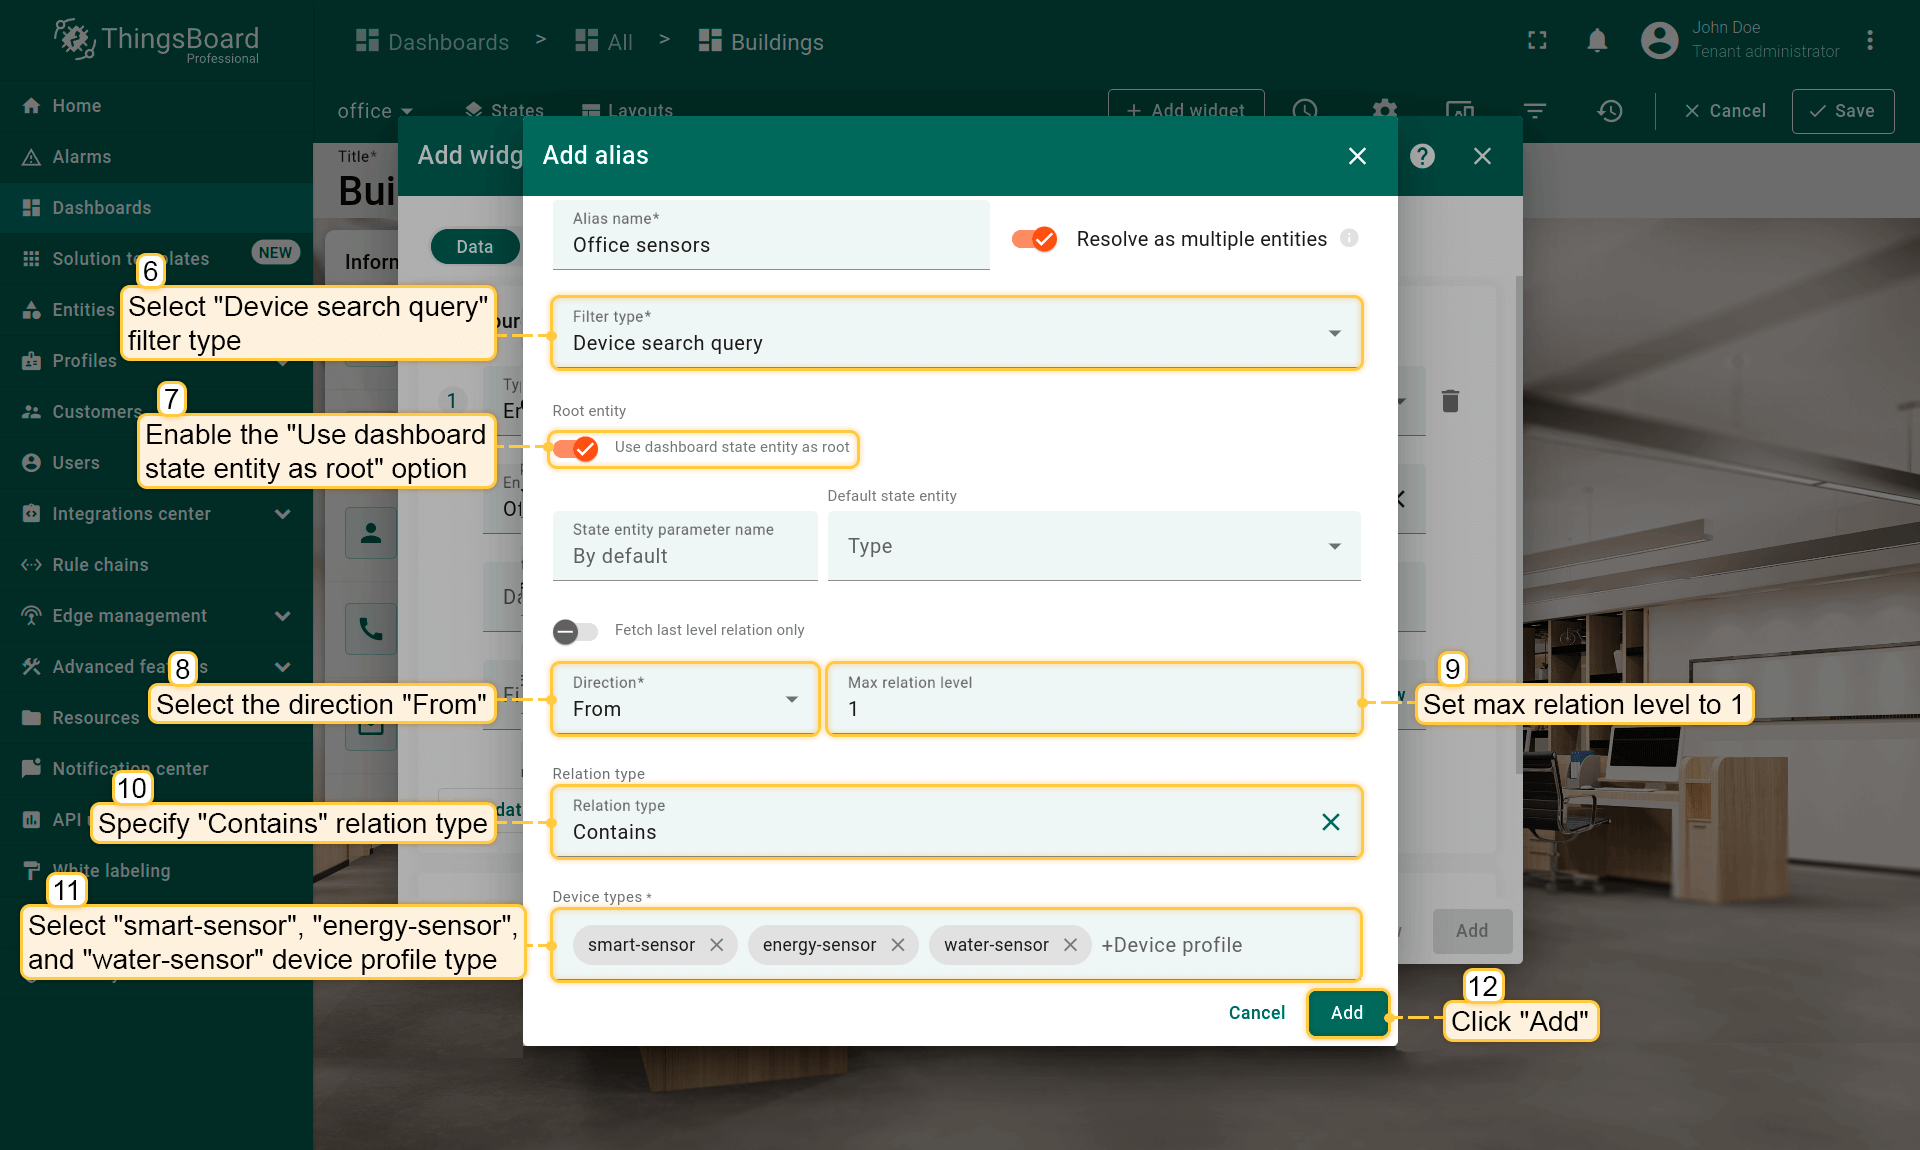 ThingsBoard
Professional
Dashboards > All > Buildings
John Doe
Tenant administrator
Home
Alarms
Dashboards
Solution templates NEW
Entities
Profiles
Customers
Users
Integrations center
Rule chains
Edge management
Advanced features
Resources
Notification center
API
White labeling
office States Layouts + Add widget Cancel Save
Title*
Add alias
Data
1
Alias name*
Office sensors
Resolve as multiple entities
6
Select "Device search query"
filter type
Filter type*
Device search query
7
Enable the "Use dashboard
state entity as root" option
Root entity
Use dashboard state entity as root
Default state entity
State entity parameter name
By default
Type
Fetch last level relation only
8
Select the direction "From"
Direction*
From
Max relation level
1
9
Set max relation level to 1
10
Specify "Contains" relation type
Relation type
Relation type
Contains
11
Select "smart-sensor", "energy-sensor",
and "water-sensor" device profile type
Device types *
smart-sensor energy-sensor water-sensor +Device profile
Cancel Add
Add
12
Click "Add"